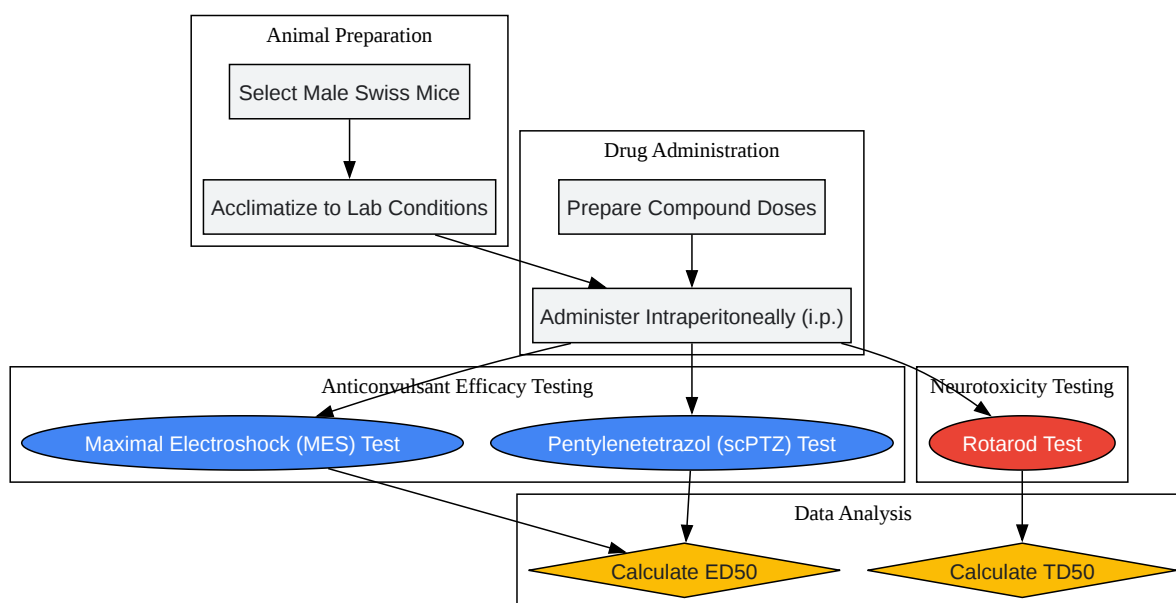 Animal Preparation
Select Male Swiss Mice
Acclimatize to Lab Conditions
Drug Administration
Prepare Compound Doses
Administer Intraperitoneally (i.p.)
Anticonvulsant Efficacy Testing
Maximal Electroshock (MES) Test
Pentylenetetrazol (scPTZ) Test
Neurotoxicity Testing
Rotarod Test
Data Analysis
Calculate ED50
Calculate TD50